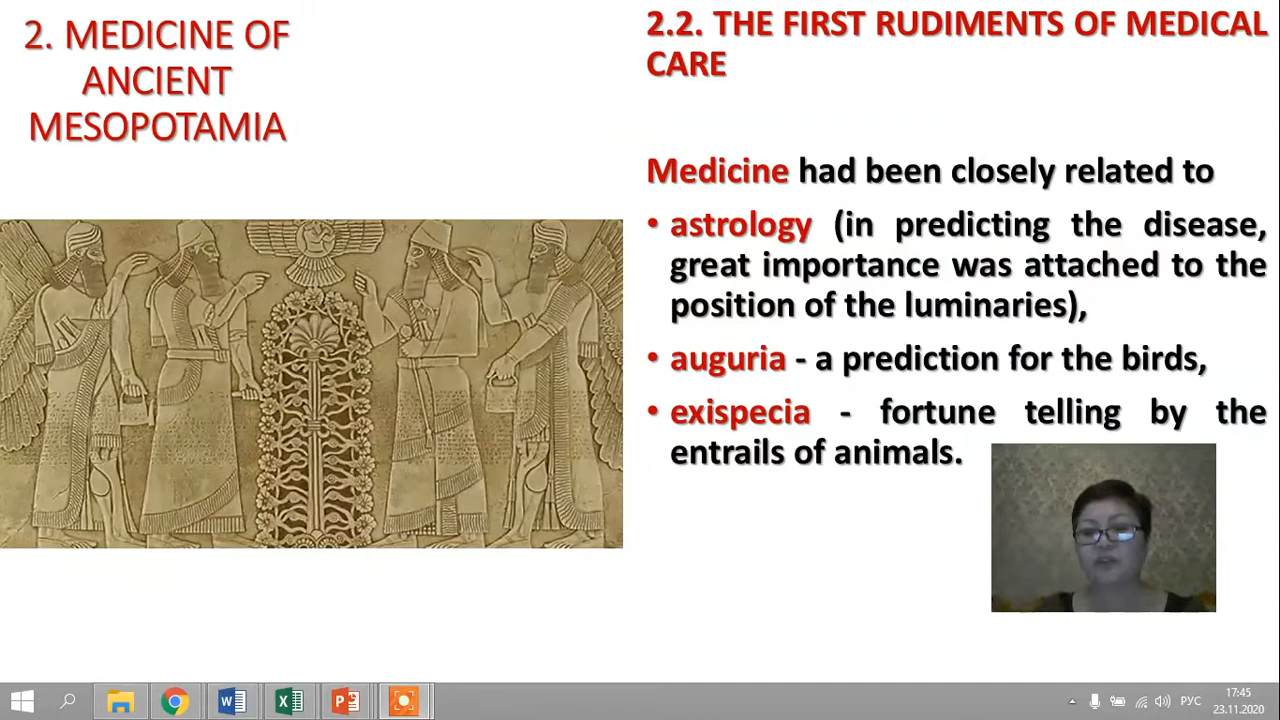 2. MEDICINE OF
ANCIENT
MESOPOTAMIA
2.2. THE FIRST RUDIMENTS OF MEDICAL
CARE
Medicine had been closely related to
• astrology (in predicting the disease,
great importance was attached to the
position of the luminaries),
• auguria - a prediction for the birds,
• exispecia - fortune telling by the
entrails of animals.
РУС
17:45
23.11.2020